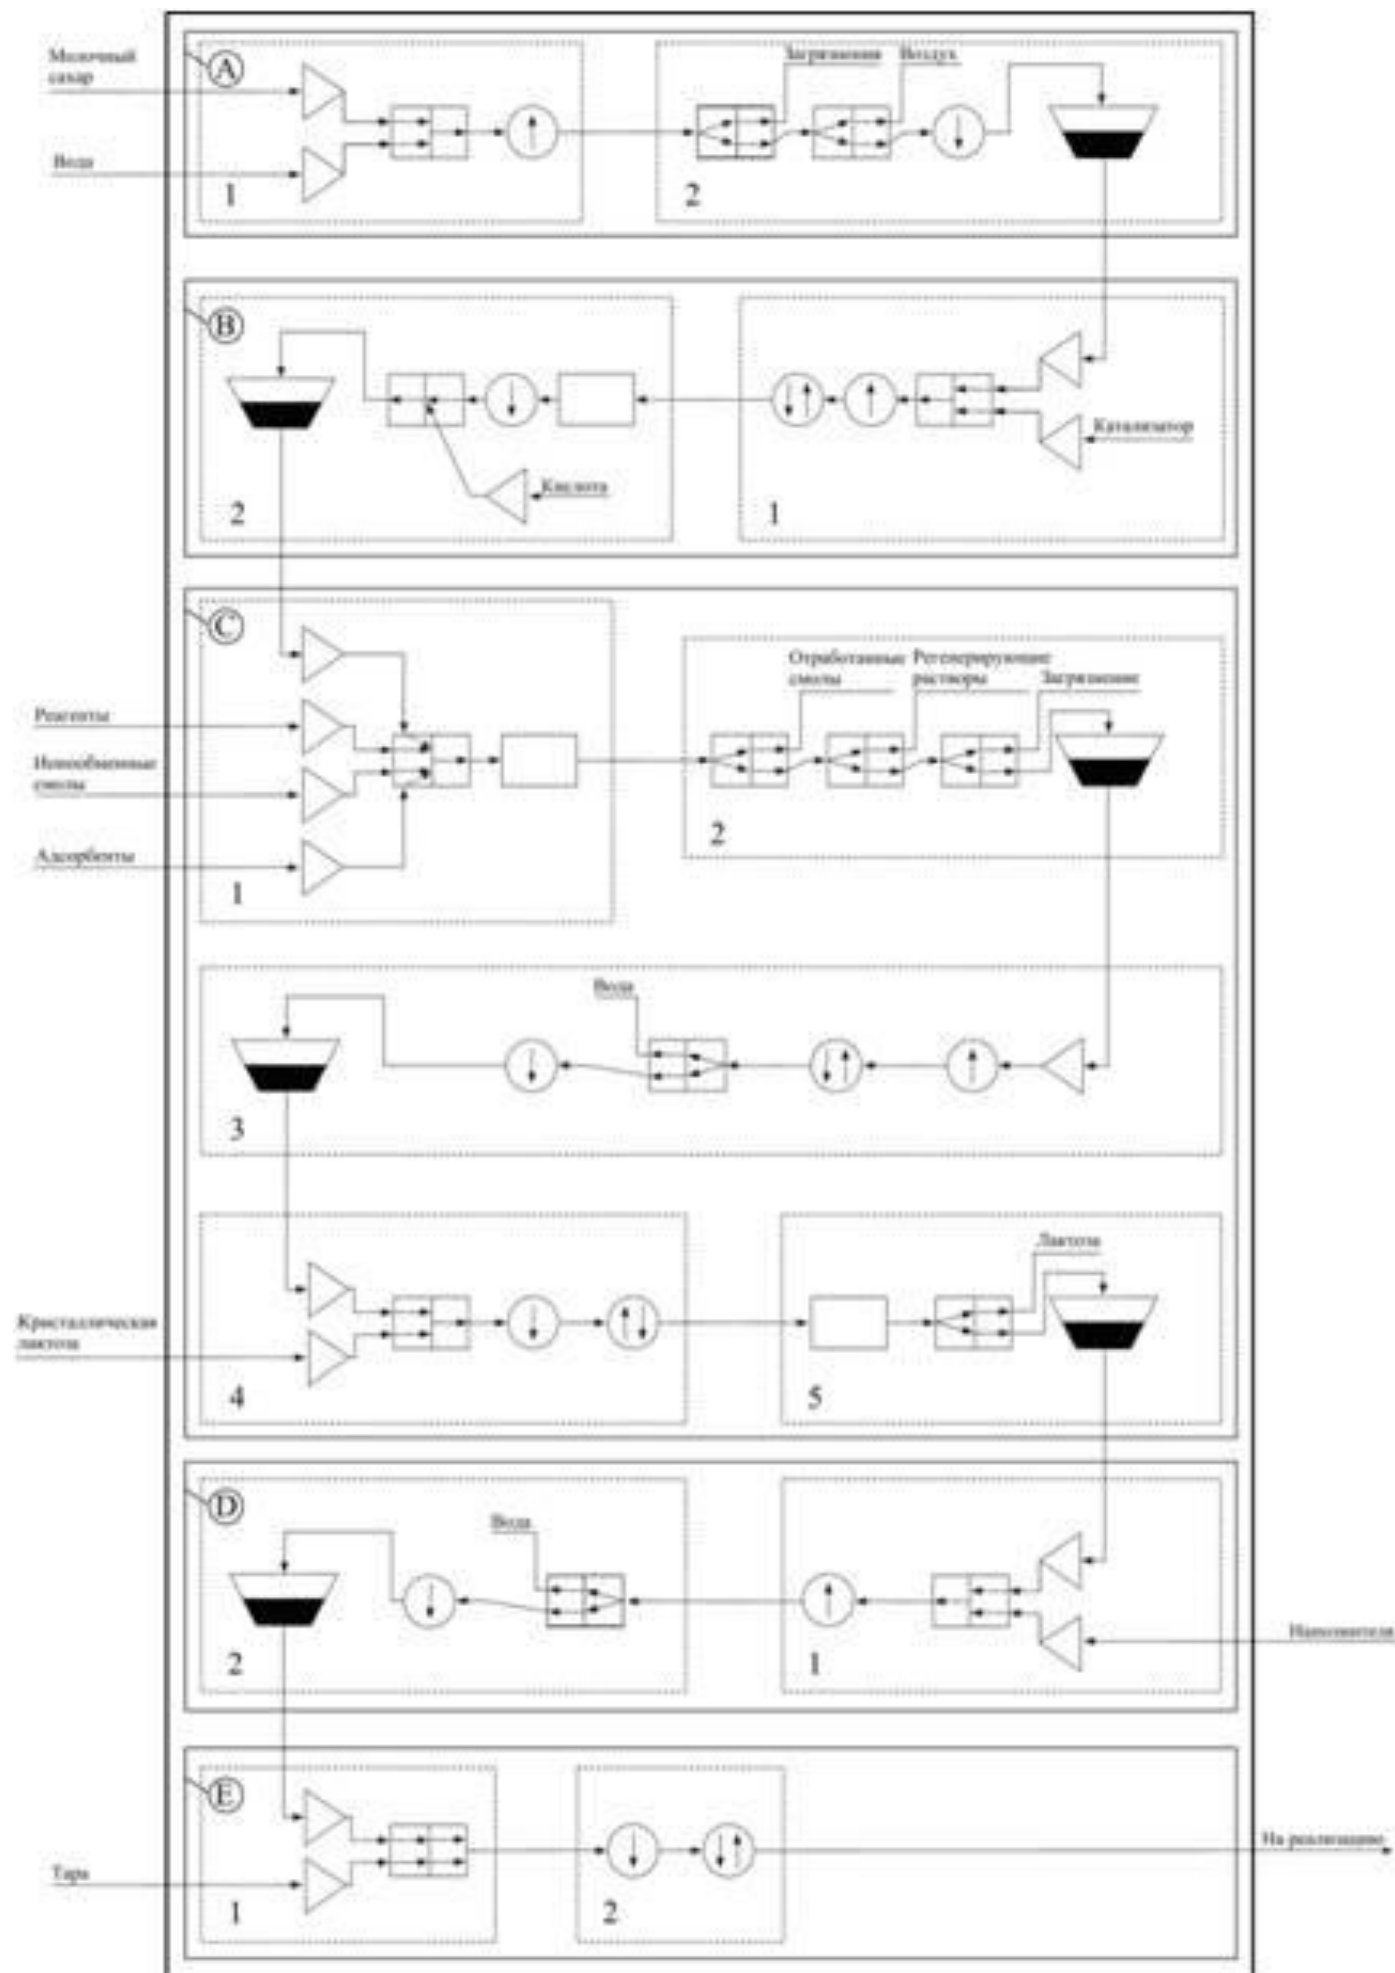 Молочный
сахар
A
Загрязнения
Воздух
Вода
1
2
B
Катализатор
Кислота
2
1
C
Отработанные
смолы
Регенерирующие
растворы
Загрязнение
Реагенты
Ионообменные
смолы
Адсорбенты
1
2
Вода
3
Лактоза
Кристаллическая
лактоза
4
5
D
Вода
Наполнители
2
1
E
На реализацию
Тара
1
2